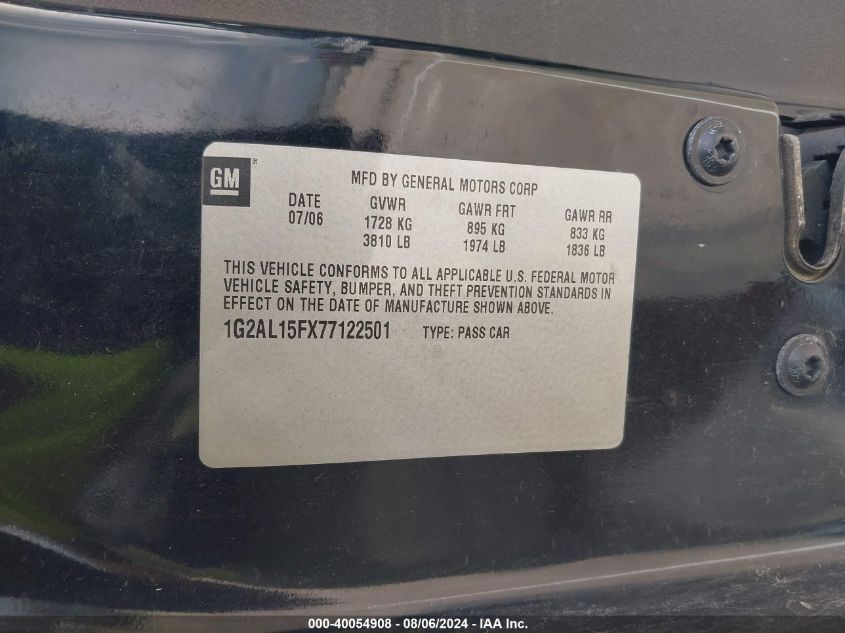 GM
MFD BY GENERAL MOTORS CORP
DATE GVWR GAWR FRT GAWR RR
07/06 1728 KG 895 KG 833 KG
3810 LB 1974 LB 1836 LB
THIS VEHICLE CONFORMS TO ALL APPLICABLE U.S. FEDERAL MOTOR
VEHICLE SAFETY, BUMPER, AND THEFT PREVENTION STANDARDS IN
EFFECT ON THE DATE OF MANUFACTURE SHOWN ABOVE.
1G2AL15FX77122501 TYPE: PASS CAR
000-40054908 - 08/06/2024 - IAA Inc.